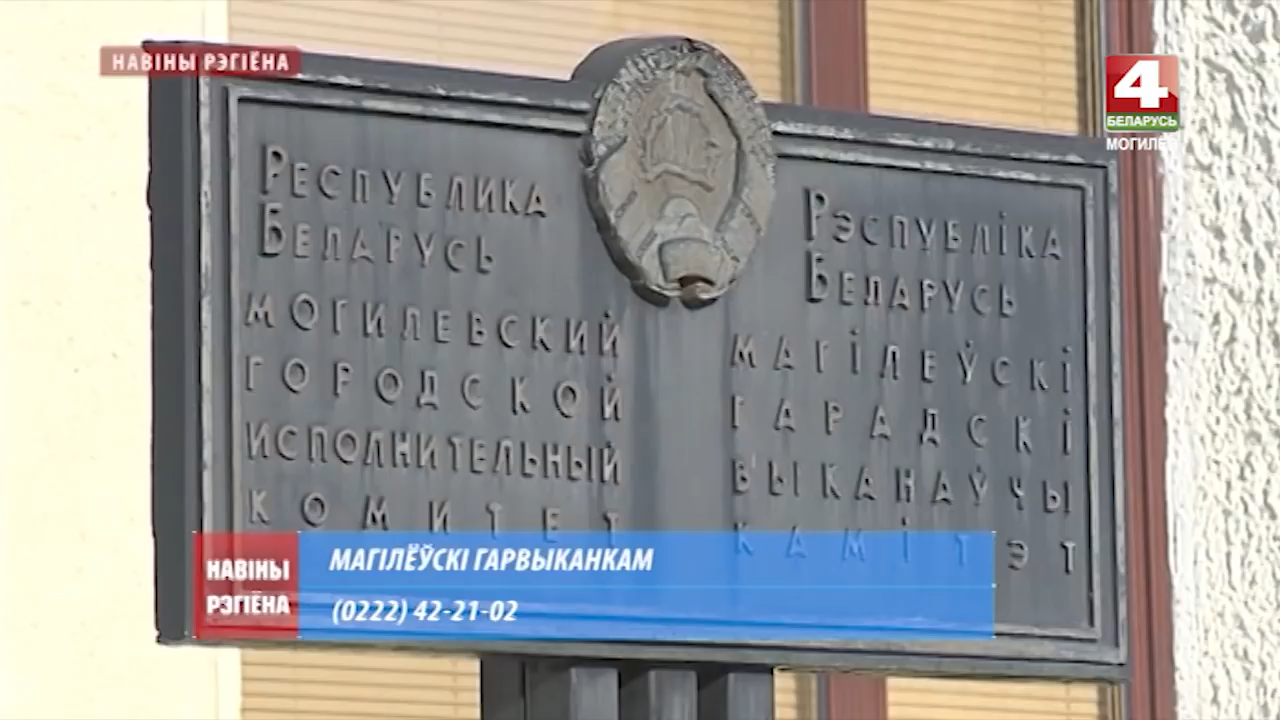 НАВІНЫ РЭГІЁНА
4
БЕЛАРУСЬ
МОГИЛЕВ
РЕСПУБЛИКА
БЕЛАРУСЬ
МОГИЛЕВСКИЙ
ГОРОДСКОЙ
ИСПОЛНИТЕЛЬНЫЙ
КОМИТЕТ
РЭСПУБЛІКА
БЕЛАРУСЬ
МАГІЛЕЎСКІ
ГАРАДСКІ
ВЫКАНАЎЧЫ
КАМІТЭТ
НАВІНЫ
РЭГІЁНА
МАГІЛЁЎСКІ ГАРВЫКАНКАМ
(0222) 42-21-02